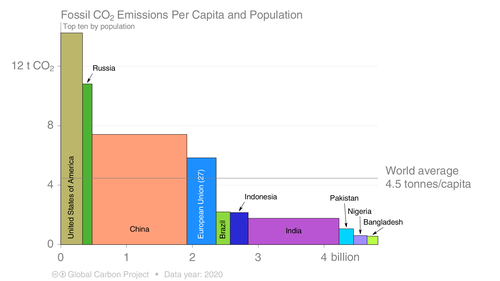 Fossil CO₂ Emissions Per Capita and Population
Top ten by population
12 t CO₂
8
4
0
0
1
2
3
4 billion
United States of America
Russia
China
European Union (27)
Brazil
Indonesia
India
Pakistan
Nigeria
Bangladesh
World average
4.5 tonnes/capita
Global Carbon Project • Data year: 2020